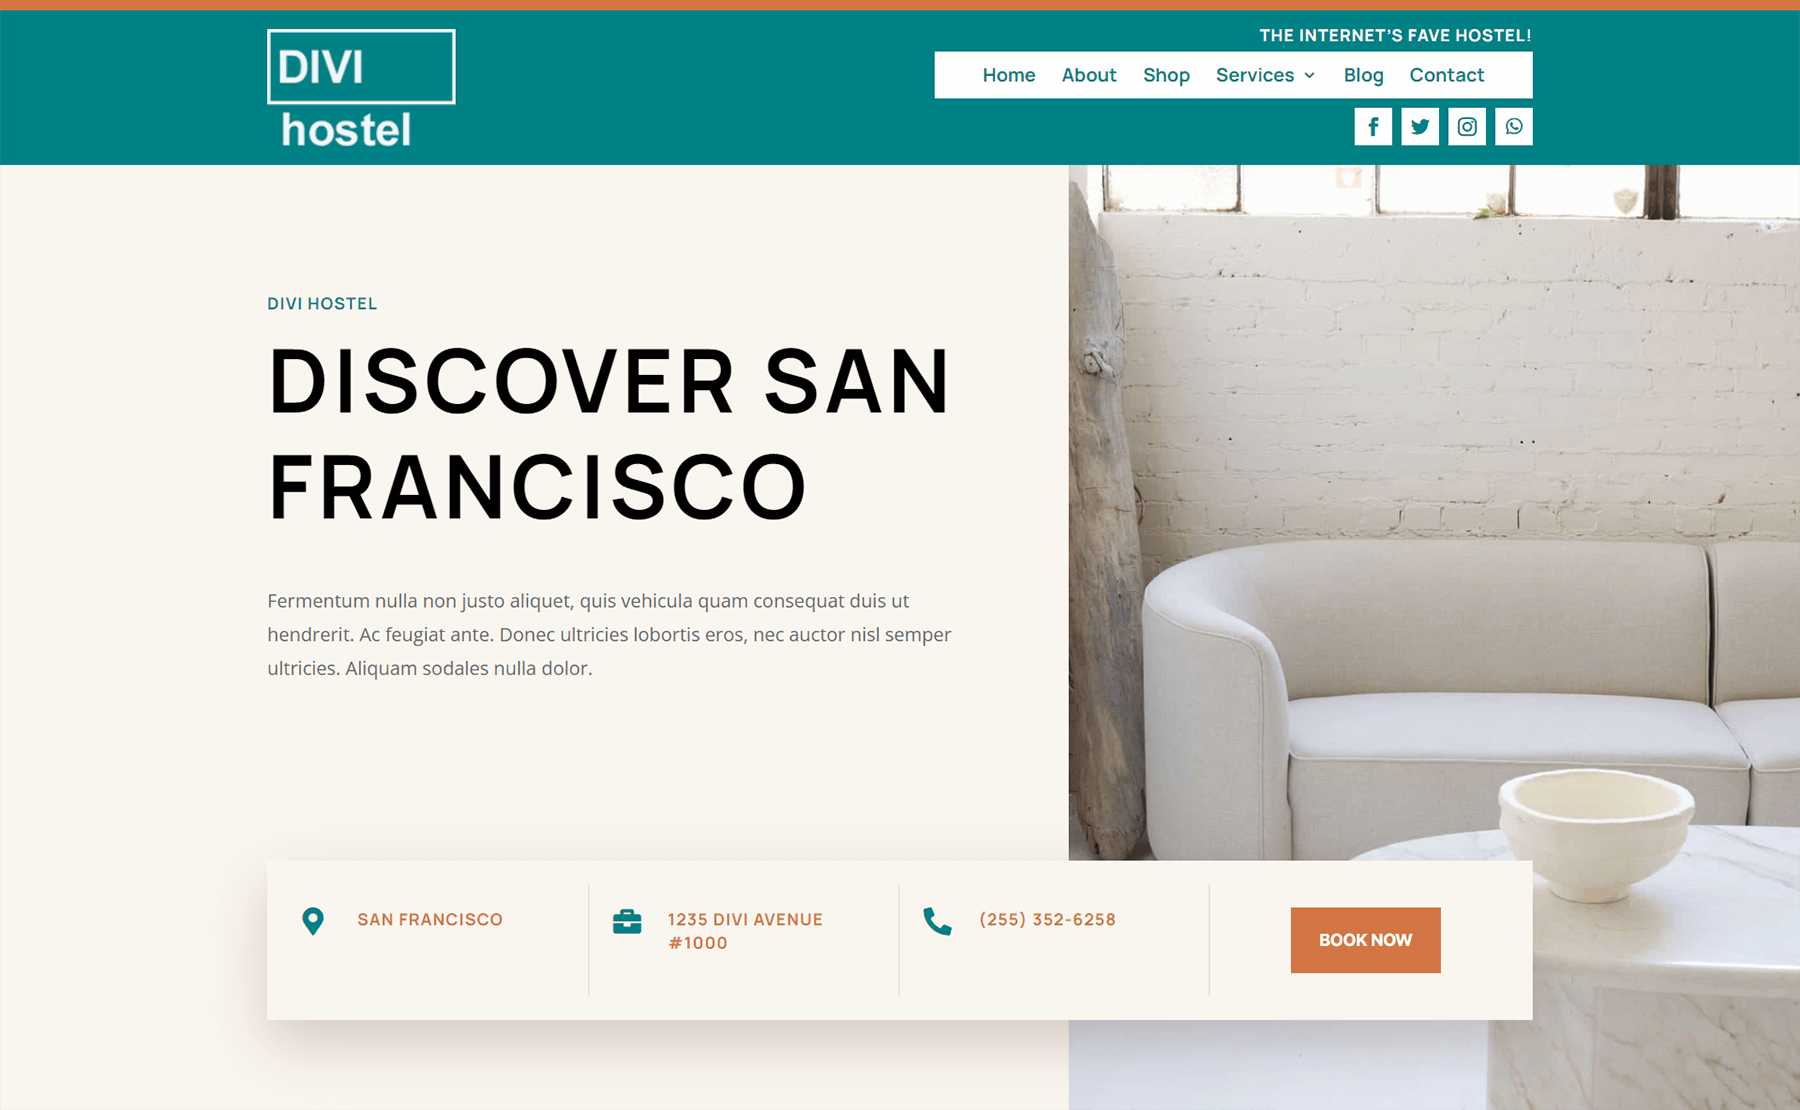 DIVI
hostel
THE INTERNET'S FAVE HOSTEL!
Home About Shop Services Blog Contact
DIVI HOSTEL
DISCOVER SAN
FRANCISCO
Fermentum nulla non justo aliquet, quis vehicula quam consequat duis ut
hendrerit. Ac feugiat ante. Donec ultricies lobortis eros, nec auctor nisl semper
ultricies. Aliquam sodales nulla dolor.
SAN FRANCISCO
1235 DIVI AVENUE
#1000
(255) 352-6258
BOOK NOW